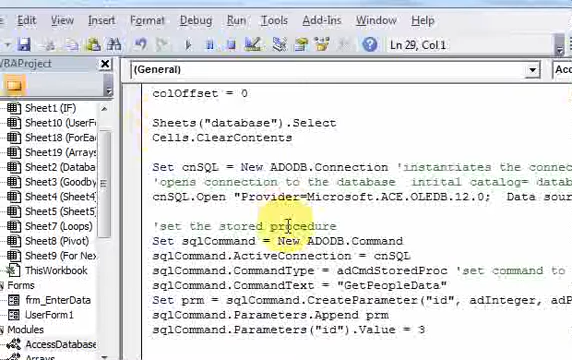 Edit View Insert Format Debug Run Tools Add-Ins Window Help
Ln 29, Col 1
VBAProject
(General)
Sheet1 (IF)
Sheet10 (UserF
Sheet18 (ForEac
Sheet19 (Arrays
Sheet2 (Databa
Sheet3 (Goodby
Sheet4 (Sheet4)
Sheet5 (Sheet5)
Sheet7 (Loops)
Sheet8 (Pivot)
Sheet9 (For Nex
ThisWorkbook
Forms
frm_EnterData
UserForm1
Modules
AccessDatabase
Arrays
colOffset = 0
Sheets("database").Select
Cells.ClearContents
Set cnSQL = New ADODB.Connection 'instantiates the connec
'opens connection to the database intital catalog= datab
cnSQL.Open "Provider=Microsoft.ACE.OLEDB.12.0; Data sour
'set the stored procedure
Set sqlCommand = New ADODB.Command
sqlCommand.ActiveConnection = cnSQL
sqlCommand.CommandType = adCmdStoredProc 'set command to
sqlCommand.CommandText = "GetPeopleData"
Set prm = sqlCommand.CreateParameter("id", adInteger, adP
sqlCommand.Parameters.Append prm
sqlCommand.Parameters("id").Value = 3